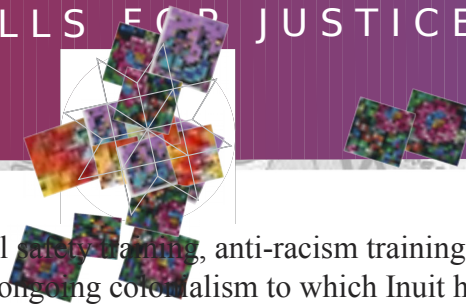 LLS FOR JUSTICE
l safety training, anti-racism training
ongoing colonialism to which Inuit h